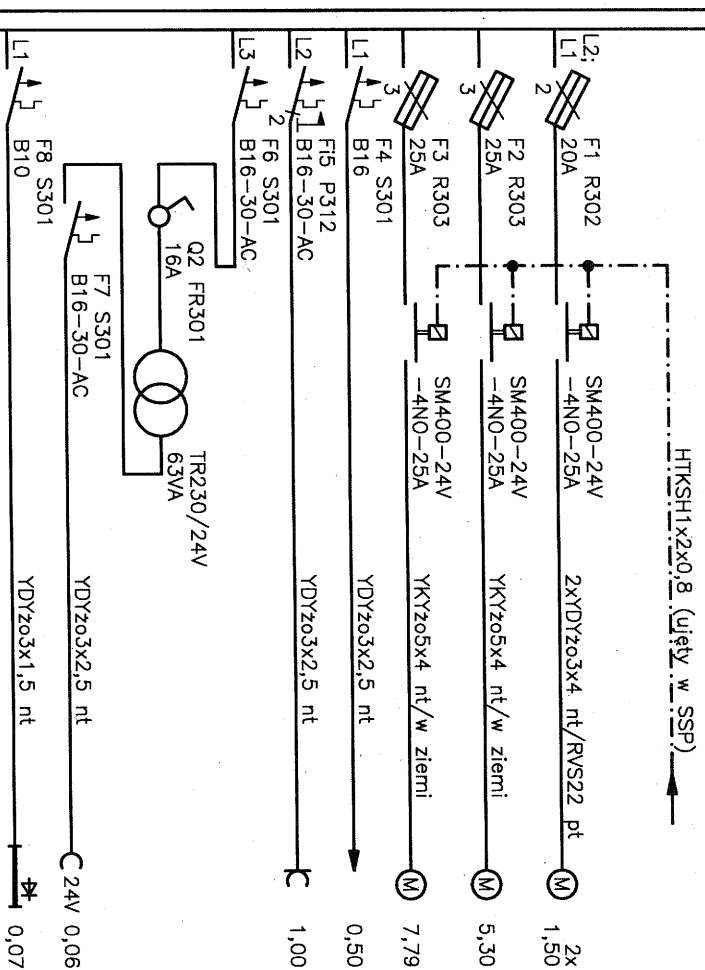 HTKSH1x2x0,8 (ujęty w SSP)
L2;
L1
2
F1 R302
20A
SM400-24V
-4NO-25A
2xYDYżo3x4 nt/RVS22 pt
M
2x
1,50
3
F2 R303
25A
SM400-24V
-4NO-25A
YKYżo5x4 nt/w ziemi
M
5,30
3
F3 R303
25A
SM400-24V
-4NO-25A
YKYżo5x4 nt/w ziemi
M
7,79
L1
F4 S301
B16
YDYżo3x2,5 nt
0,50
L2
2
Fi5 P312
B16-30-AC
YDYżo3x2,5 nt
1,00
L3
F6 S301
B16-30-AC
Q2 FR301
16A
TR230/24V
63VA
F7 S301
B16-30-AC
YDYżo3x2,5 nt
24V 0,06
L1
F8 S301
B10
YDYżo3x1,5 nt
0,07